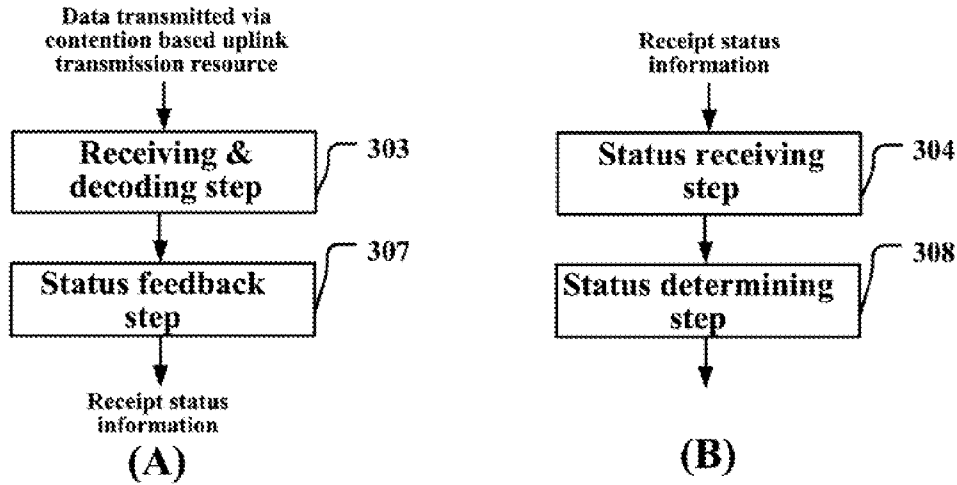 Data transmitted via
contention based uplink
transmission resource
Receiving &
decoding step
303
Status feedback
step
307
Receipt status
information
(A)
Receipt status
information
Status receiving
step
304
Status determining
step
308
(B)